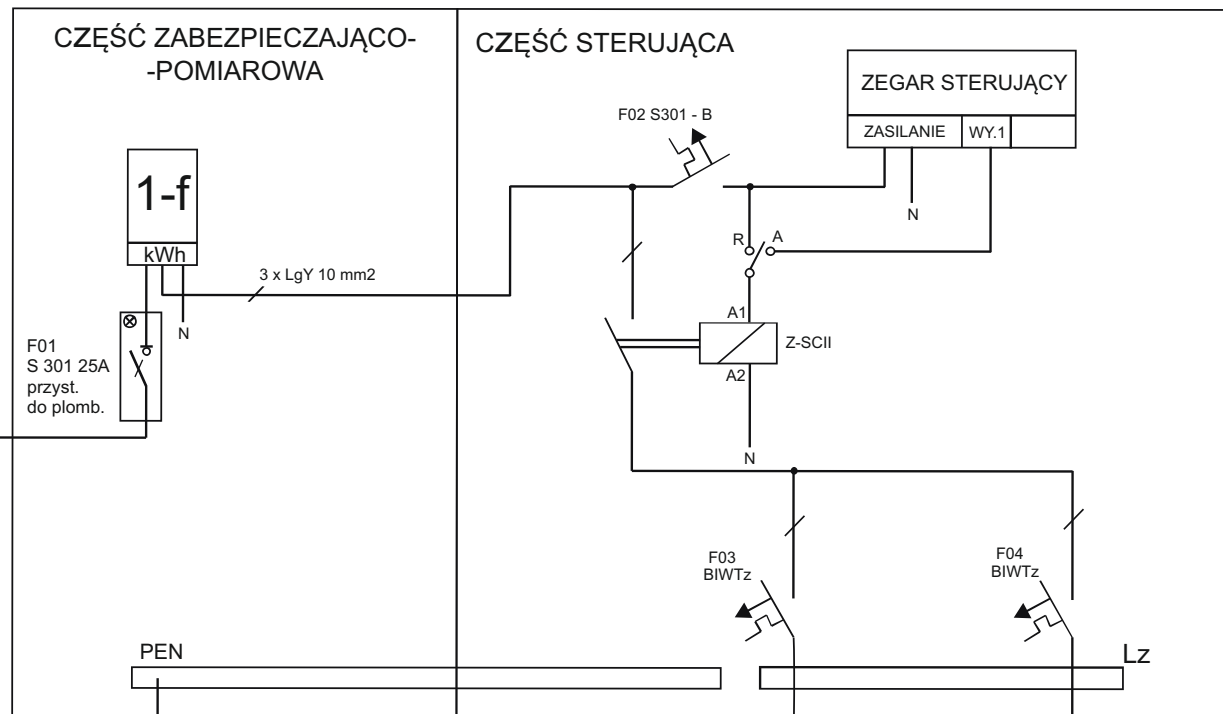 CZĘŚĆ ZABEZPIECZAJĄCO-
-POMIAROWA
1-f
kWh
N
3 x LgY 10 mm2
F01
S 301 25A
przyst.
do plomb.
PEN
CZĘŚĆ STERUJĄCA
F02 S301 - B
ZEGAR STERUJĄCY
ZASILANIE
WY.1
N
R
A
A1
Z-SCII
A2
N
F03
BIWTz
F04
BIWTz
Lz